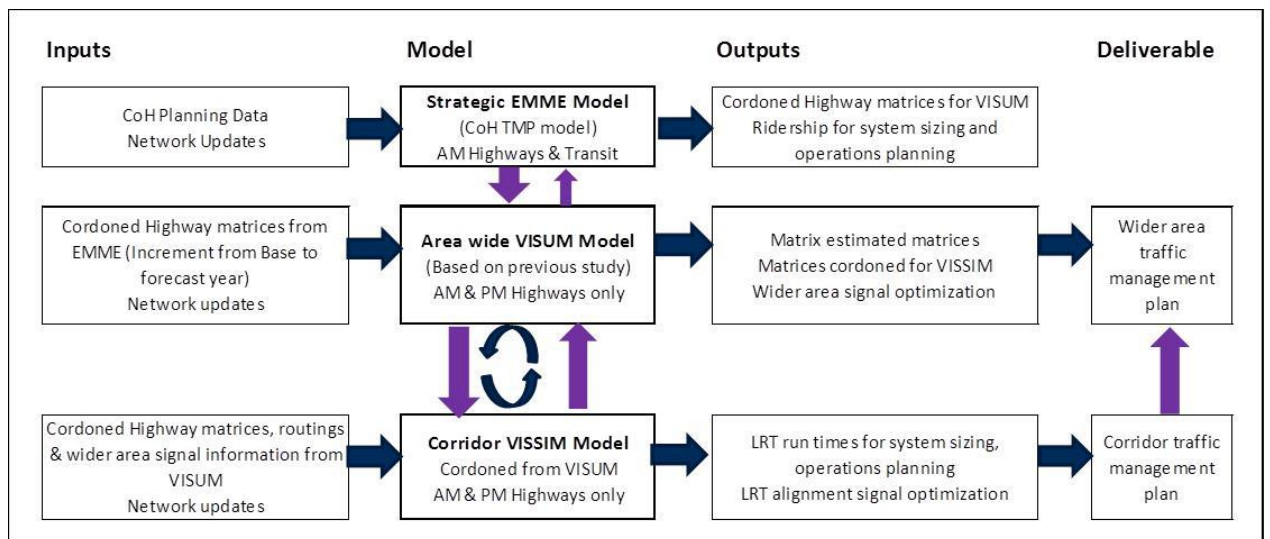 Inputs
Model
Outputs
Deliverable
CoH Planning Data
Network Updates
Strategic EMME Model
(CoH TMP model)
AM Highways & Transit
Cordoned Highway matrices for VISUM
Ridership for system sizing and
operations planning
Cordoned Highway matrices from
EMME (Increment from Base to
forecast year)
Network updates
Area wide VISUM Model
(Based on previous study)
AM & PM Highways only
Matrix estimated matrices
Matrices cordoned for VISSIM
Wider area signal optimization
Wider area
traffic
management
plan
Cordoned Highway matrices, routings
& wider area signal information from
VISUM
Network updates
Corridor VISSIM Model
Cordoned from VISUM
AM & PM Highways only
LRT run times for system sizing,
operations planning
LRT alignment signal optimization
Corridor traffic
management
plan